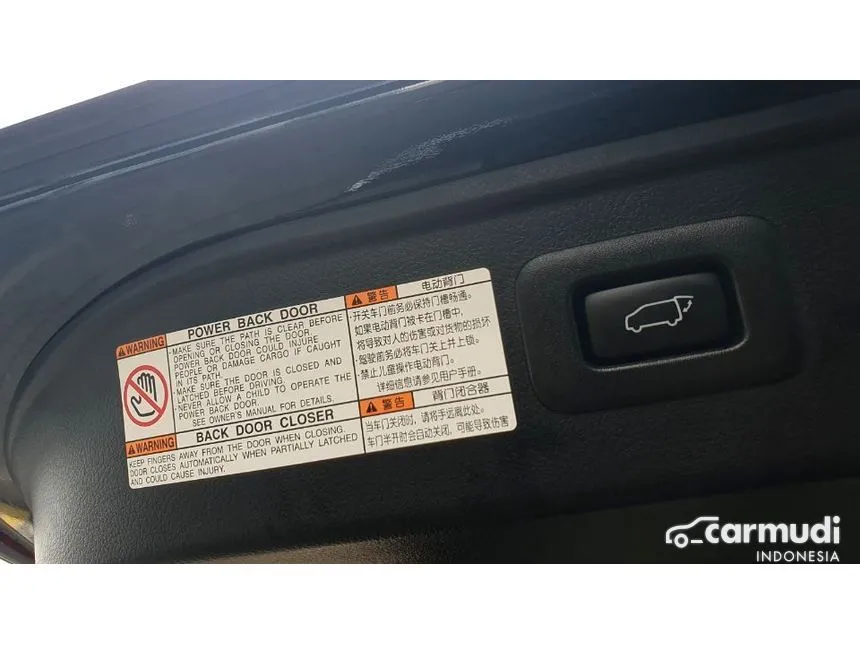 WARNING POWER BACK DOOR
-MAKE SURE THE PATH IS CLEAR BEFORE
OPENING OR CLOSING THE DOOR.
POWER BACK DOOR COULD INJURE
PEOPLE OR DAMAGE CARGO IF CAUGHT
IN ITS PATH.
-MAKE SURE THE DOOR IS CLOSED AND
LATCHED BEFORE DRIVING.
-NEVER ALLOW A CHILD TO OPERATE THE
POWER BACK DOOR.
SEE OWNER'S MANUAL FOR DETAILS.
WARNING BACK DOOR CLOSER
KEEP FINGERS AWAY FROM THE DOOR WHEN CLOSING.
DOOR CLOSES AUTOMATICALLY WHEN PARTIALLY LATCHED
AND COULD CAUSE INJURY.
警告 电动背门
·开关车门前务必保持门槽畅通。
如果电动背门被卡在门槽中,
将导致对人的伤害或对货物的损坏
·驾驶前务必将车门关上并上锁。
·禁止儿童操作电动背门。
详细信息请参见用户手册.
警告 背门闭合器
当车门关闭时, 请将手远离此处。
车门半开时会自动关闭, 可能导致伤害
carmudi
INDONESIA